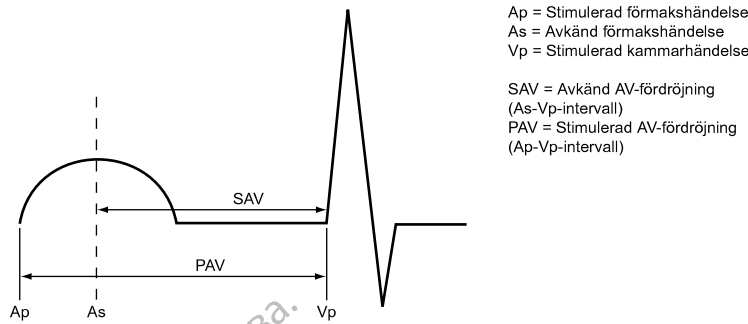 Ap = Stimulerad förmakshändelse
As = Avkänd förmakshändelse
Vp = Stimulerad kammarhändelse
SAV = Avkänd AV-fördröjning
(As-Vp-intervall)
PAV = Stimulerad AV-fördröjning
(Ap-Vp-intervall)
SAV
PAV
Ap
As
Vp